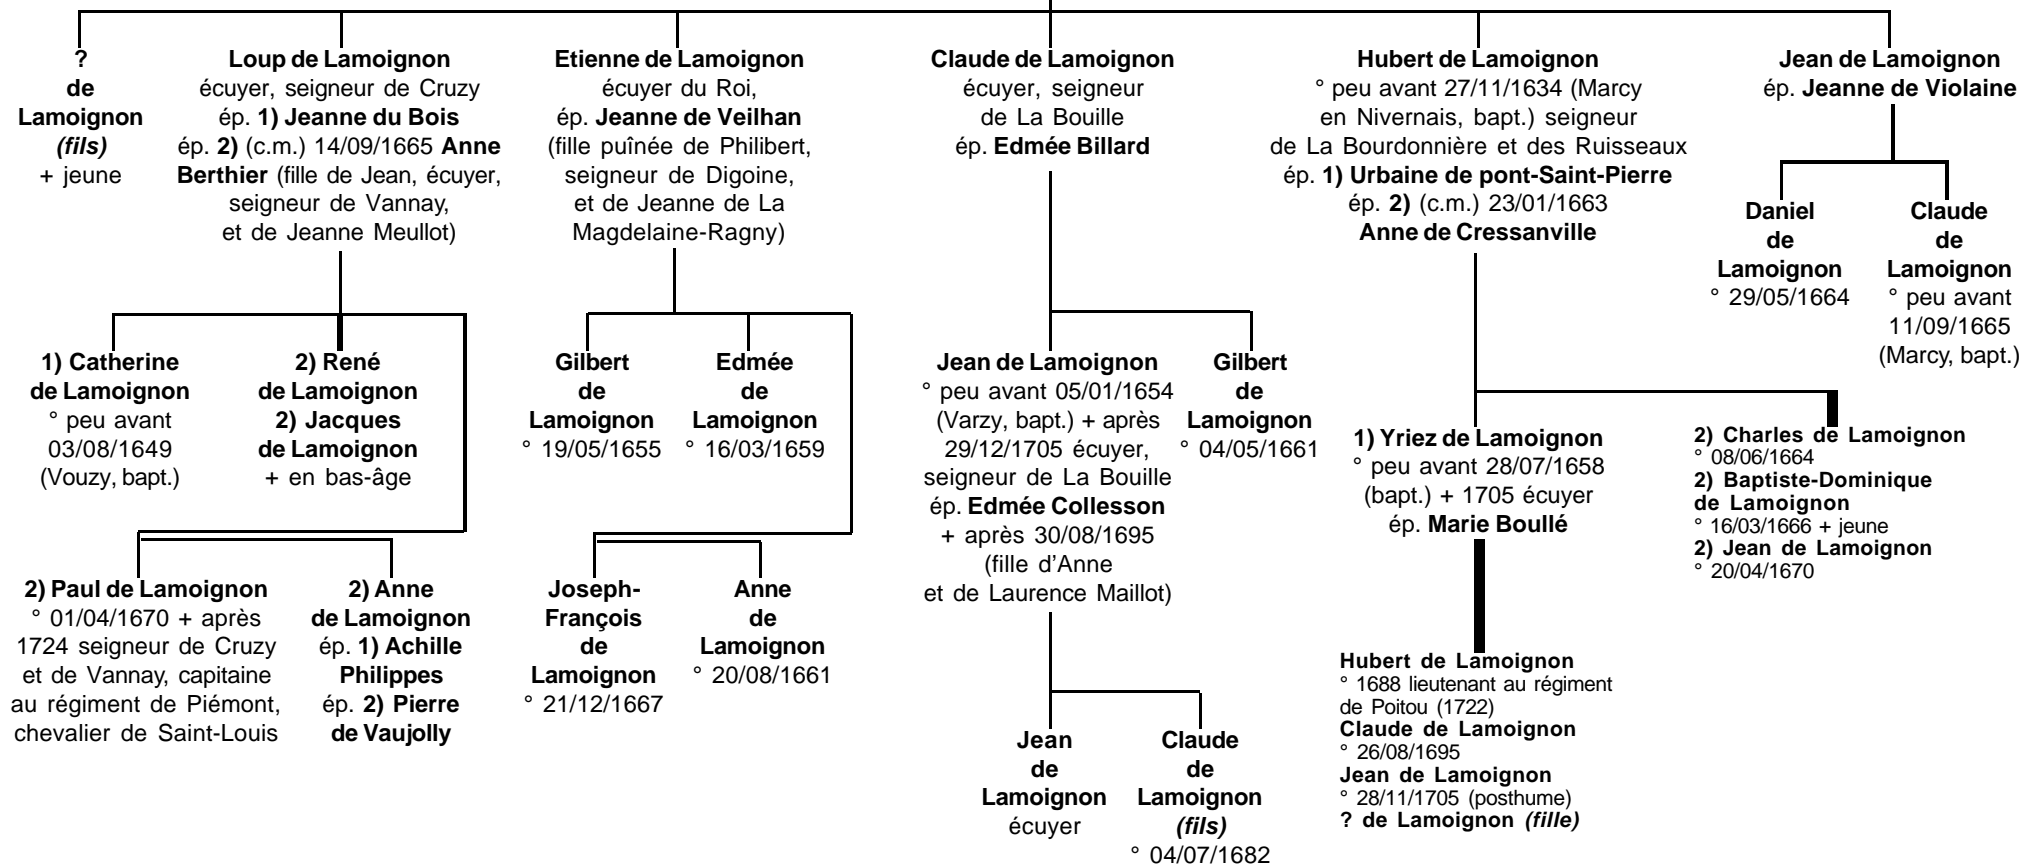 ?
de
Lamoignon
(fils)
+ jeune
Loup de Lamoignon
écuyer, seigneur de Cruzy
ép. 1) Jeanne du Bois
ép. 2) (c.m.) 14/09/1665 Anne
Berthier (fille de Jean, écuyer,
seigneur de Vannay,
et de Jeanne Meullot)
Etienne de Lamoignon
écuyer du Roi,
ép. Jeanne de Veilhan
(fille puînée de Philibert,
seigneur de Digoine,
et de Jeanne de La
Magdelaine-Ragny)
Claude de Lamoignon
écuyer, seigneur
de La Bouille
ép. Edmée Billard
Hubert de Lamoignon
° peu avant 27/11/1634 (Marcy
en Nivernais, bapt.) seigneur
de La Bourdonnière et des Ruisseaux
ép. 1) Urbaine de pont-Saint-Pierre
ép. 2) (c.m.) 23/01/1663
Anne de Cressanville
Jean de Lamoignon
ép. Jeanne de Violaine
Daniel
de
Lamoignon
° 29/05/1664
Claude
de
Lamoignon
° peu avant
11/09/1665
(Marcy, bapt.)
1) Catherine
de Lamoignon
° peu avant
03/08/1649
(Vouzy, bapt.)
2) René
de Lamoignon
2) Jacques
de Lamoignon
+ en bas-âge
Gilbert
de
Lamoignon
° 19/05/1655
Edmée
de
Lamoignon
° 16/03/1659
Jean de Lamoignon
° peu avant 05/01/1654
(Varzy, bapt.) + après
29/12/1705 écuyer,
seigneur de La Bouille
ép. Edmée Collesson
+ après 30/08/1695
(fille d'Anne
et de Laurence Maillot)
Gilbert
de
Lamoignon
° 04/05/1661
1) Yriez de Lamoignon
° peu avant 28/07/1658
(bapt.) + 1705 écuyer
ép. Marie Boullé
2) Charles de Lamoignon
° 08/06/1664
2) Baptiste-Dominique
de Lamoignon
° 16/03/1666 + jeune
2) Jean de Lamoignon
° 20/04/1670
2) Paul de Lamoignon
° 01/04/1670 + après
1724 seigneur de Cruzy
et de Vannay, capitaine
au régiment de Piémont,
chevalier de Saint-Louis
2) Anne
de Lamoignon
ép. 1) Achille
Philippes
ép. 2) Pierre
de Vaujolly
Joseph-
François
de
Lamoignon
° 21/12/1667
Anne
de
Lamoignon
° 20/08/1661
Jean
de
Lamoignon
écuyer
Claude
de
Lamoignon
(fils)
° 04/07/1682
Hubert de Lamoignon
° 1688 lieutenant au régiment
de Poitou (1722)
Claude de Lamoignon
° 26/08/1695
Jean de Lamoignon
° 28/11/1705 (posthume)
? de Lamoignon (fille)